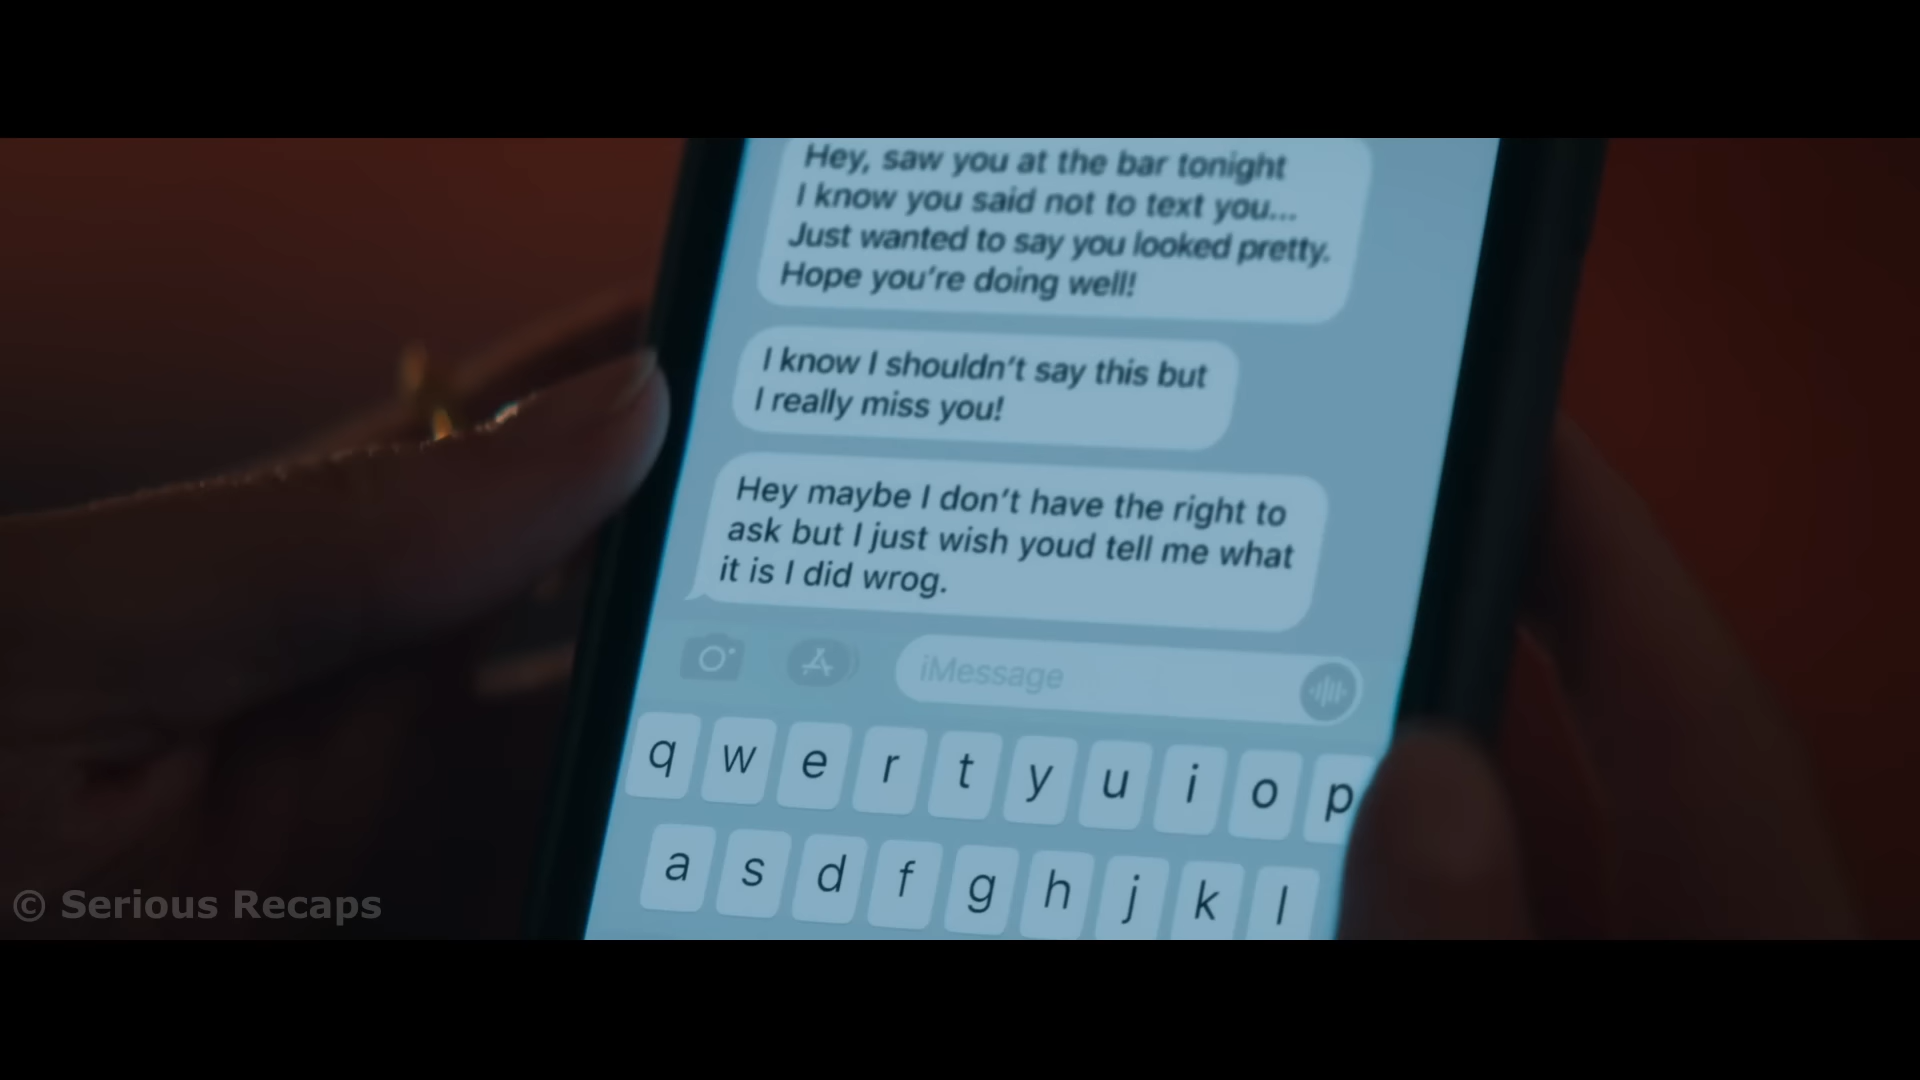 Hey, saw you at the bar tonight
I know you said not to text you...
Just wanted to say you looked pretty.
Hope you're doing well!
I know I shouldn't say this but
I really miss you!
Hey maybe I don't have the right to
ask but I just wish youd tell me what
it is I did wrog.
iMessage
q w e r t y u i o p
a s d f g h j k l
© Serious Recaps